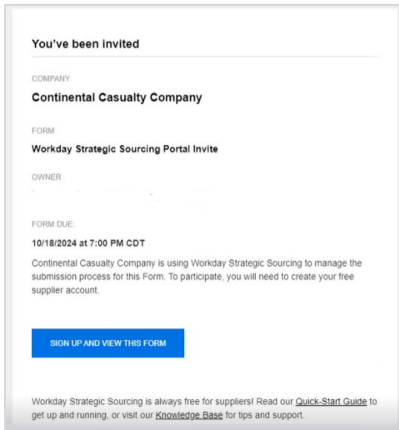 You've been invited
COMPANY
Continental Casualty Company
FORM
Workday Strategic Sourcing Portal Invite
OWNER
FORM DUE:
10/18/2024 at 7:00 PM CDT
Continental Casualty Company is using Workday Strategic Sourcing to manage the
submission process for this Form. To participate, you will need to create your free
supplier account.
SIGN UP AND VIEW THIS FORM
Workday Strategic Sourcing is always free for suppliers! Read our Quick-Start Guide to
get up and running, or visit our Knowledge Base for tips and support.